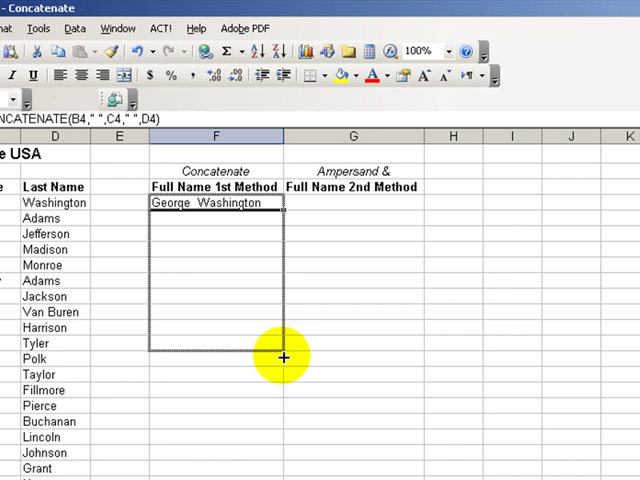 - Concatenate
mat Tools Data Window ACT! Help Adobe PDF
Σ 100%
I U $ % ,
NCATENATE(B4," ",C4," ",D4)
D E F G H I J K
e USA
Concatenate Ampersand &
e Last Name Full Name 1st Method Full Name 2nd Method
Washington George  Washington
Adams
Jefferson
Madison
Monroe
y Adams
Jackson
Van Buren
Harrison
Tyler
Polk
Taylor
Fillmore
Pierce
Buchanan
Lincoln
Johnson
Grant